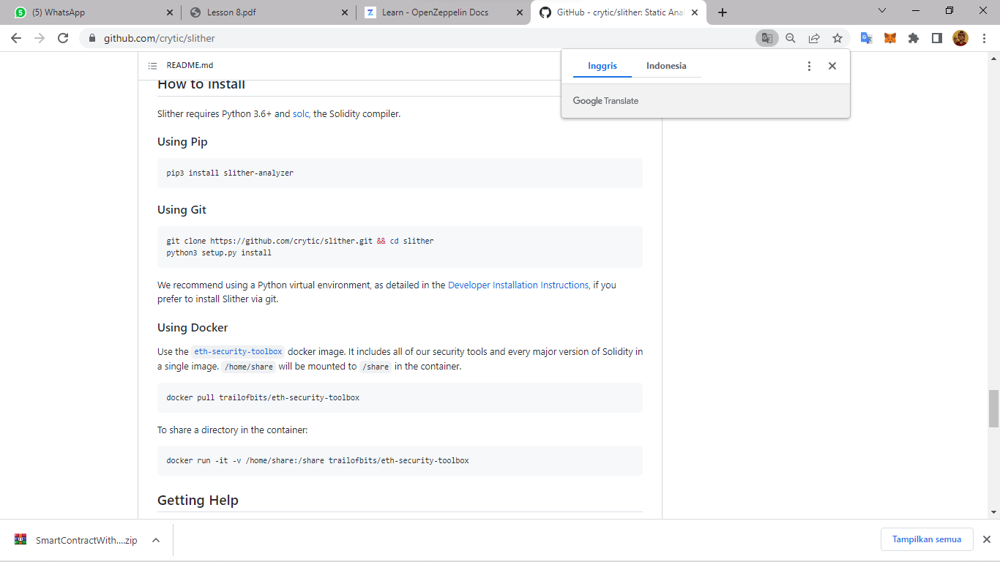 (5) WhatsApp
Lesson 8.pdf
Learn - OpenZeppelin Docs
GitHub - crytic/slither: Static Ana
github.com/crytic/slither
Inggris
Indonesia
Google Translate
README.md
How to install
Slither requires Python 3.6+ and solc, the Solidity compiler.
Using Pip
pip3 install slither-analyzer
Using Git
git clone https://github.com/crytic/slither.git && cd slither
python3 setup.py install
We recommend using a Python virtual environment, as detailed in the Developer Installation Instructions, if you
prefer to install Slither via git.
Using Docker
Use the eth-security-toolbox docker image. It includes all of our security tools and every major version of Solidity in
a single image. /home/share will be mounted to /share in the container.
docker pull trailofbits/eth-security-toolbox
To share a directory in the container:
docker run -it -v /home/share:/share trailofbits/eth-security-toolbox
Getting Help
SmartContractWith....zip
Tampilkan semua